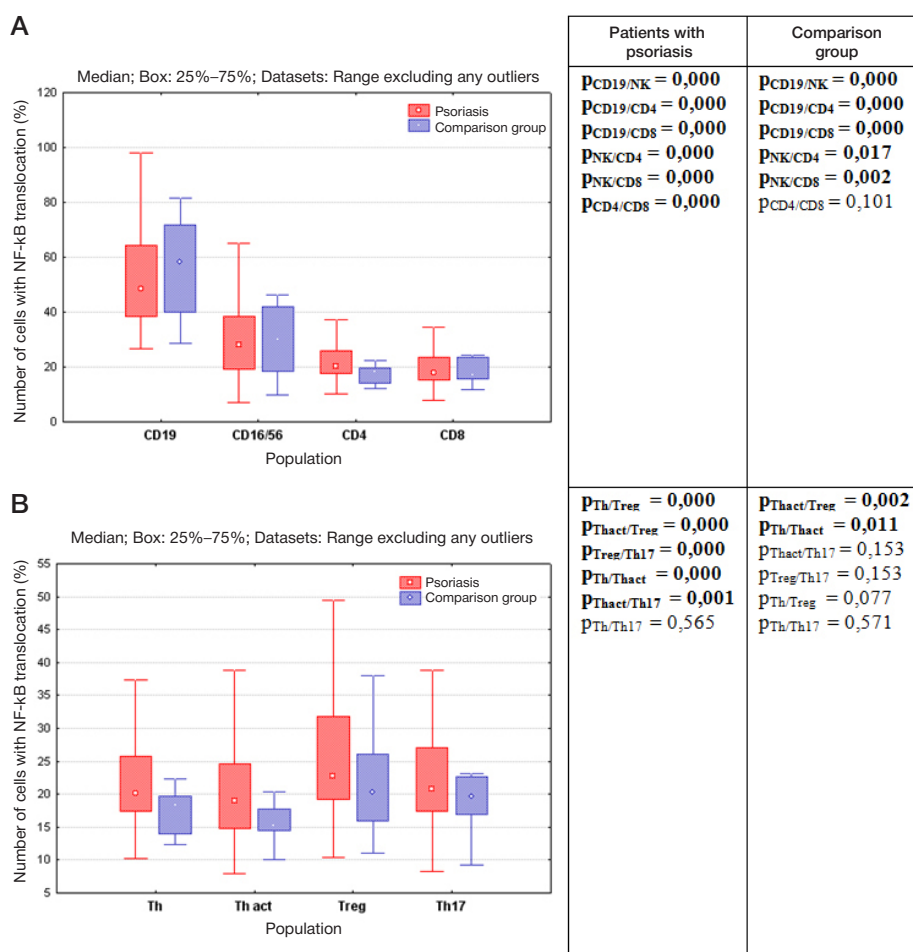 A
Median; Box: 25%–75%; Datasets: Range excluding any outliers
Number of cells with NF-kB translocation (%)
120
100
80
60
40
20
0
Psoriasis
Comparison group
CD19 CD16/56 CD4 CD8
Population
Patients with psoriasis
pCD19/NK = 0,000
pCD19/CD4 = 0,000
pCD19/CD8 = 0,000
pNK/CD4 = 0,000
pNK/CD8 = 0,000
pCD4/CD8 = 0,000
Comparison group
pCD19/NK = 0,000
pCD19/CD4 = 0,000
pCD19/CD8 = 0,000
pNK/CD4 = 0,017
pNK/CD8 = 0,002
pCD4/CD8 = 0,101
B
Median; Box: 25%–75%; Datasets: Range excluding any outliers
Number of cells with NF-kB translocation (%)
55
50
45
40
35
30
25
20
15
10
5
Psoriasis
Comparison group
Th Th act Treg Th17
Population
pTh/Treg = 0,000
pThact/Treg = 0,000
pTreg/Th17 = 0,000
pTh/Thact = 0,000
pThact/Th17 = 0,001
pTh/Th17 = 0,565
pThact/Treg = 0,002
pTh/Thact = 0,011
pThact/Th17 = 0,153
pTreg/Th17 = 0,153
pTh/Treg = 0,077
pTh/Th17 = 0,571